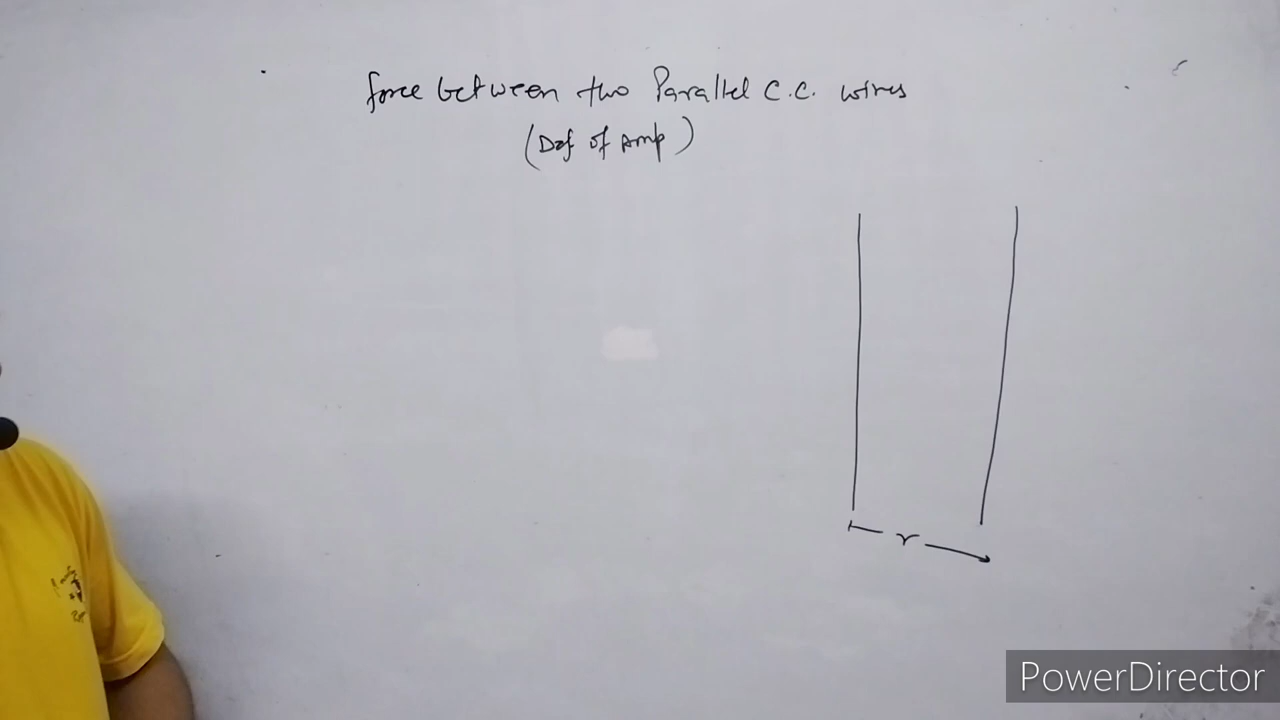 force between two Parallel C.C. wires
(Def of Amp)
r
PowerDirector